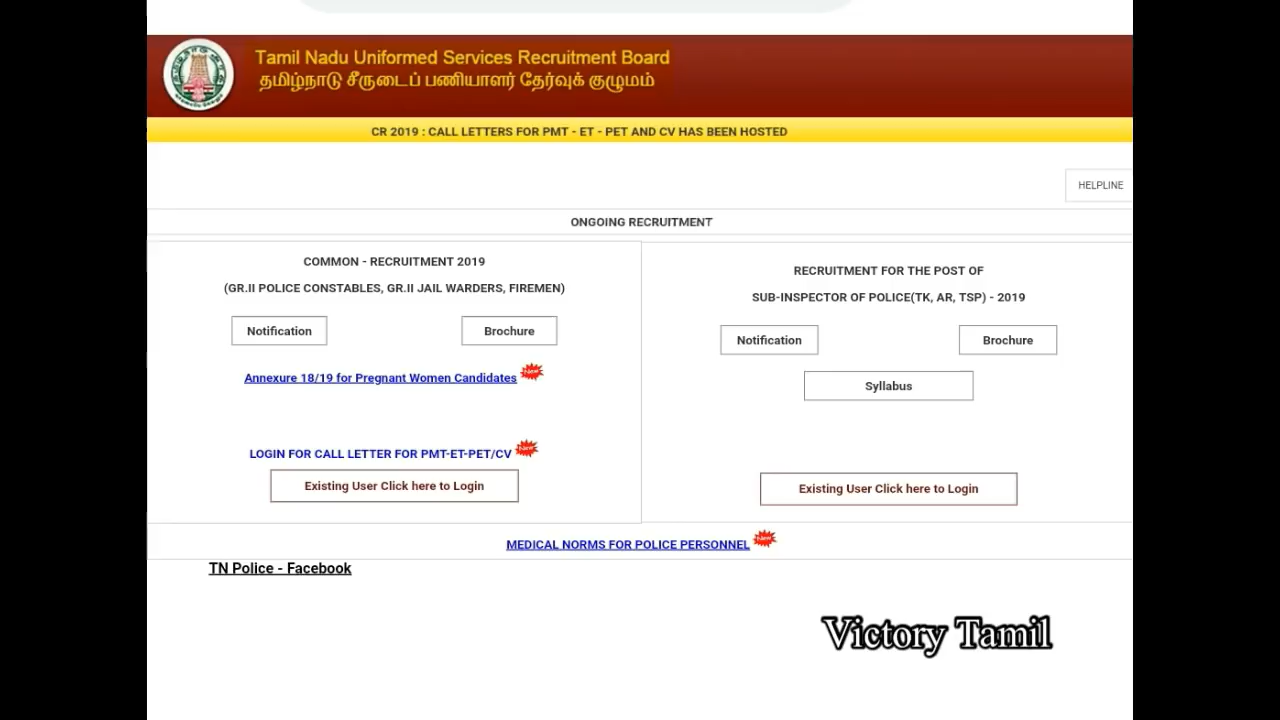 Tamil Nadu Uniformed Services Recruitment Board
தமிழ்நாடு சீருடைப் பணியாளர் தேர்வுக் குழுமம்
CR 2019 : CALL LETTERS FOR PMT - ET - PET AND CV HAS BEEN HOSTED
HELPLINE
ONGOING RECRUITMENT
COMMON - RECRUITMENT 2019
(GR.II POLICE CONSTABLES, GR.II JAIL WARDERS, FIREMEN)
Notification
Brochure
Annexure 18/19 for Pregnant Women Candidates New
LOGIN FOR CALL LETTER FOR PMT-ET-PET/CV New
Existing User Click here to Login
RECRUITMENT FOR THE POST OF
SUB-INSPECTOR OF POLICE(TK, AR, TSP) - 2019
Notification
Brochure
Syllabus
Existing User Click here to Login
MEDICAL NORMS FOR POLICE PERSONNEL New
TN Police - Facebook
Victory Tamil